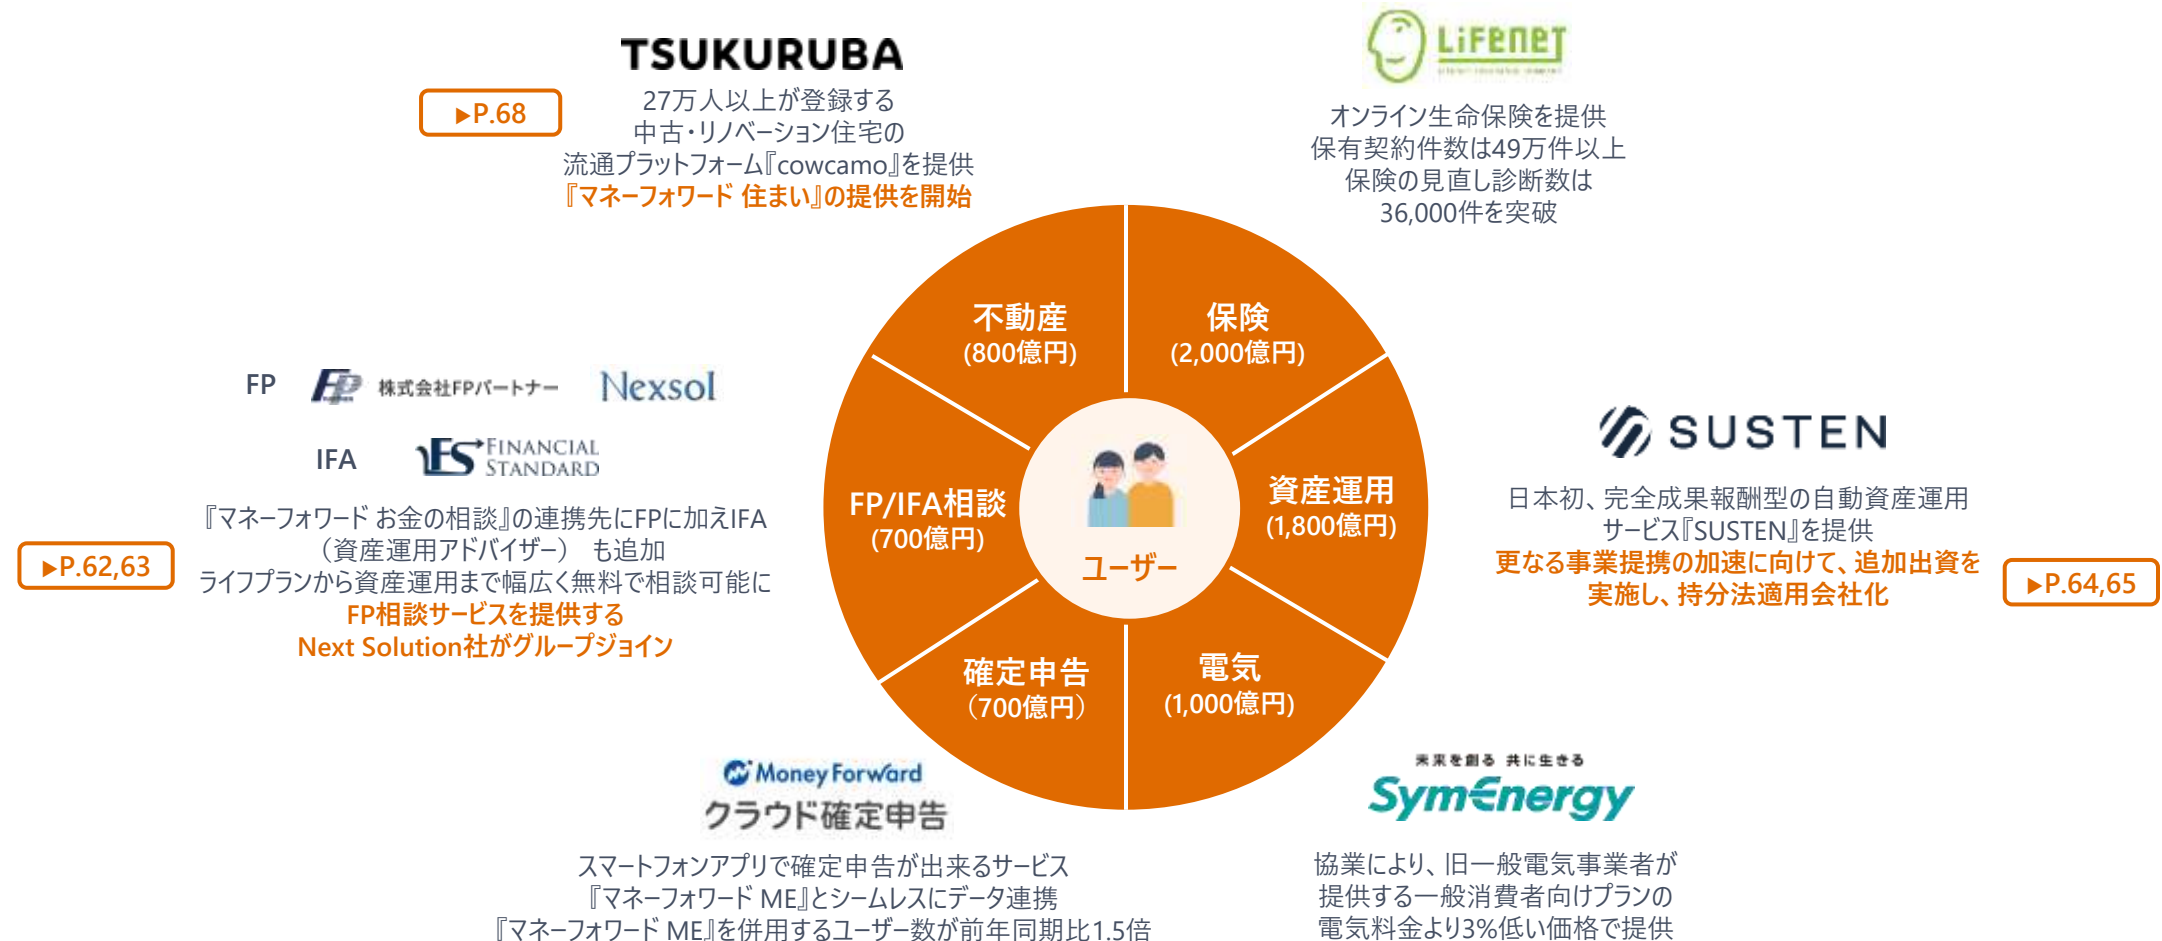 TSUKURUBA
▶P.68
27万人以上が登録する
中古・リノベーション住宅の
流通プラットフォーム『cowcamo』を提供
『マネーフォワード 住まい』の提供を開始
LiFENET
オンライン生命保険を提供
保有契約件数は49万件以上
保険の見直し診断数は
36,000件を突破
不動産
(800億円)
保険
(2,000億円)
FP
FP 株式会社FPパートナー
Nexsol
IFA
FS FINANCIAL
STANDARD
『マネーフォワード お金の相談』の連携先にFPに加えIFA
（資産運用アドバイザー） も追加
ライフプランから資産運用まで幅広く無料で相談可能に
FP相談サービスを提供する
Next Solution社がグループジョイン
▶P.62,63
FP/IFA相談
(700億円)
ユーザー
資産運用
(1,800億円)
SUSTEN
日本初、完全成果報酬型の自動資産運用
サービス『SUSTEN』を提供
更なる事業提携の加速に向けて、追加出資を
実施し、持分法適用会社化
▶P.64,65
確定申告
（700億円）
電気
(1,000億円)
Money Forward
クラウド確定申告
スマートフォンアプリで確定申告が出来るサービス
『マネーフォワード ME』とシームレスにデータ連携
『マネーフォワード ME』を併用するユーザー数が前年同期比1.5倍
未来を創る 共に生きる
SymEnergy
協業により、旧一般電気事業者が
提供する一般消費者向けプランの
電気料金より3%低い価格で提供